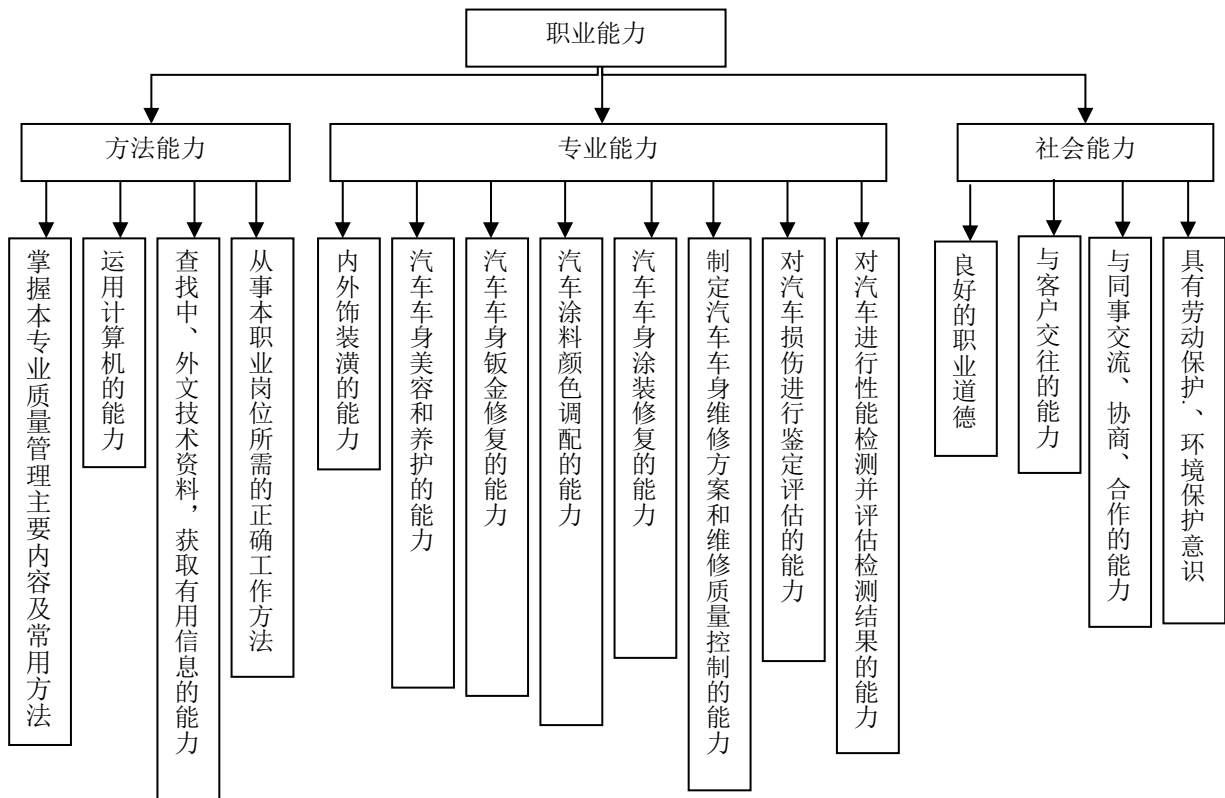 职业能力
方法能力
专业能力
社会能力
掌握本专业质量管理主要内容及常用方法
运用计算机的能力
查找中、外文技术资料，获取有用信息的能力
从事本职业岗位所需的正确工作方法
内外饰装潢的能力
汽车车身美容和养护的能力
汽车车身钣金修复的能力
汽车涂料颜色调配的能力
汽车车身涂装修复的能力
制定汽车车身维修方案和维修质量控制的能力
对汽车损伤进行鉴定评估的能力
对汽车进行性能检测并评估检测结果的能力
良好的职业道德
与客户交往的能力
与同事交流、协商、合作的能力
具有劳动保护、环境保护意识